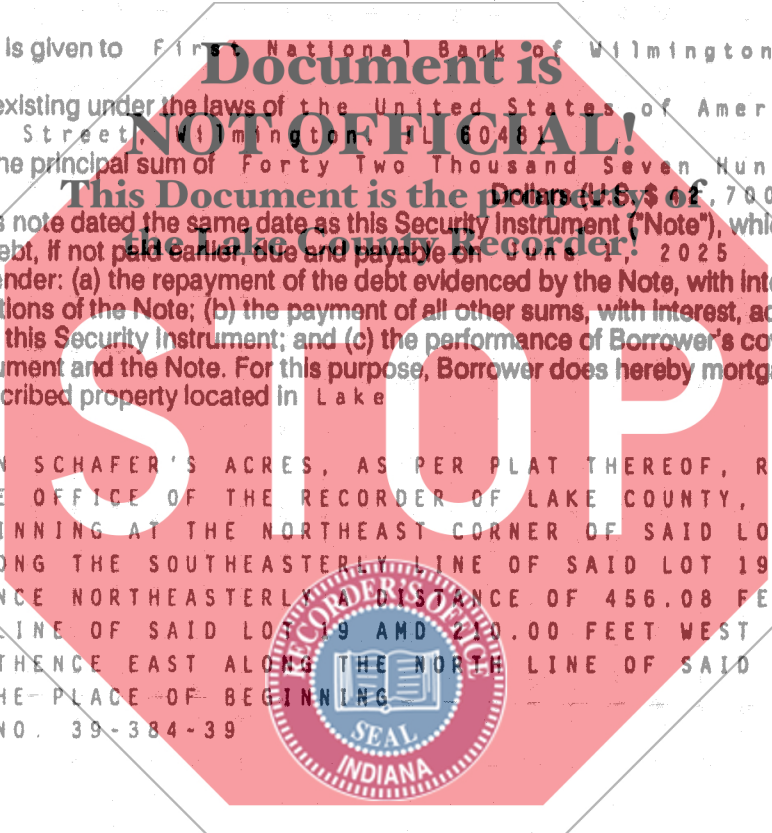 is given to First National Bank of Wilmington
Document is
existing under the laws of the United States of Amer
Street, Wilmington, IL 60481
NOT OFFICIAL!
he principal sum of Forty Two Thousand Seven Hun
This Document is the property of
Dollars (U.S. $ 42,700
s note dated the same date as this Security Instrument ("Note"), whi
the Lake County Recorder!
ebt, if not paid earlier, due and payable on June 1, 2025
nder: (a) the repayment of the debt evidenced by the Note, with inte
tions of the Note; (b) the payment of all other sums, with interest, ad
this Security Instrument; and (c) the performance of Borrower's cov
ument and the Note. For this purpose, Borrower does hereby mortga
cribed property located in Lake
STOP
N SCHAFER'S ACRES, AS PER PLAT THEREOF, R
E OFFICE OF THE RECORDER OF LAKE COUNTY,
INNING AT THE NORTHEAST CORNER OF SAID LO
ONG THE SOUTHEASTERLY LINE OF SAID LOT 19
NCE NORTHEASTERLY A DISTANCE OF 456.08 FE
LINE OF SAID LOT 19 AMD 210.00 FEET WEST
THENCE EAST ALONG THE NORTH LINE OF SAID
HE PLACE OF BEGINNING
NO. 39-384-39
RECORDER'S OFFICE
SEAL
INDIANA